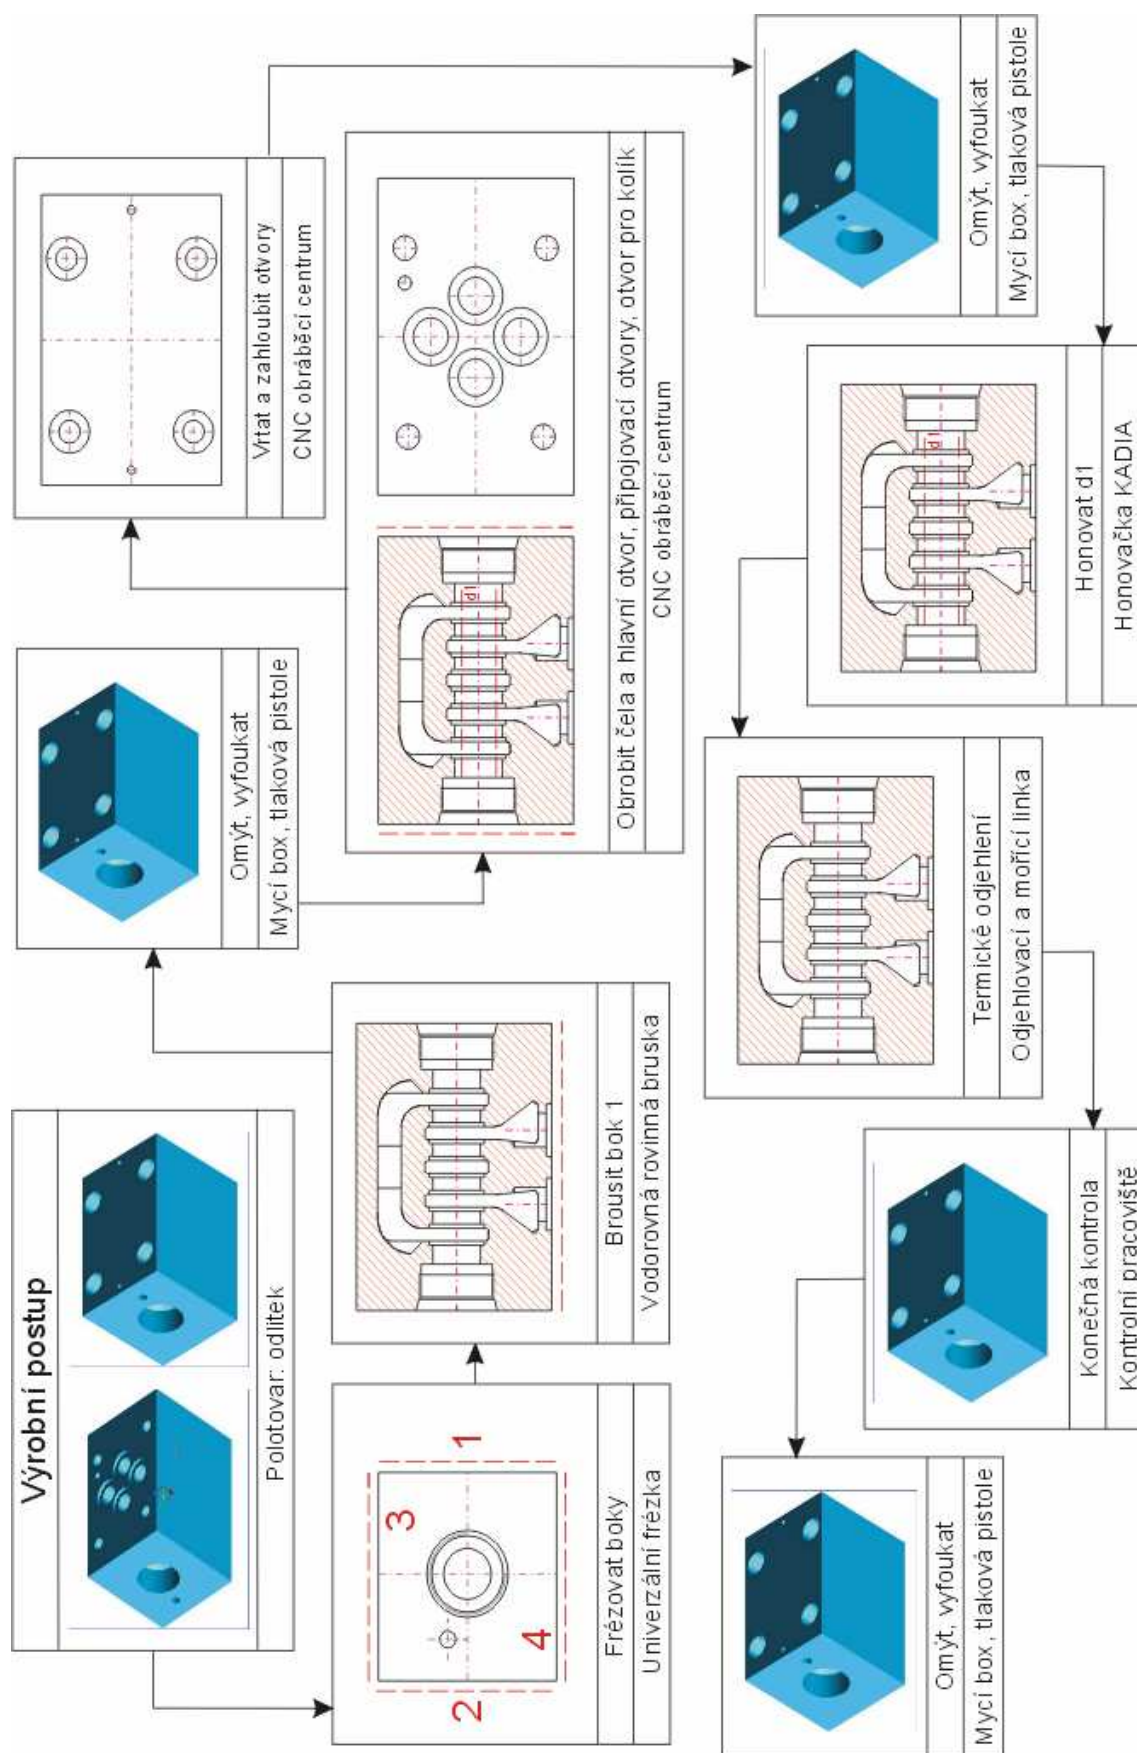 Výrobní postup
Polotovar: odlitek
3
1
2
4
Frézovat boky
Univerzální frézka
Brousit bok 1
Vodorovná rovinná bruska
Omýt, vyfoukat
Mycí box, tlaková pistole
d1
Obrobit čela a hlavní otvor, připojovací otvory, otvor pro kolík
CNC obráběcí centrum
Vrtat a zahloubit otvory
CNC obráběcí centrum
Omýt, vyfoukat
Mycí box, tlaková pistole
d1
Honovat d1
Honovačka KADIA
Termické odjehlení
Odjehlovací a mořící linka
Konečná kontrola
Kontrolní pracoviště
Omýt, vyfoukat
Mycí box, tlaková pistole